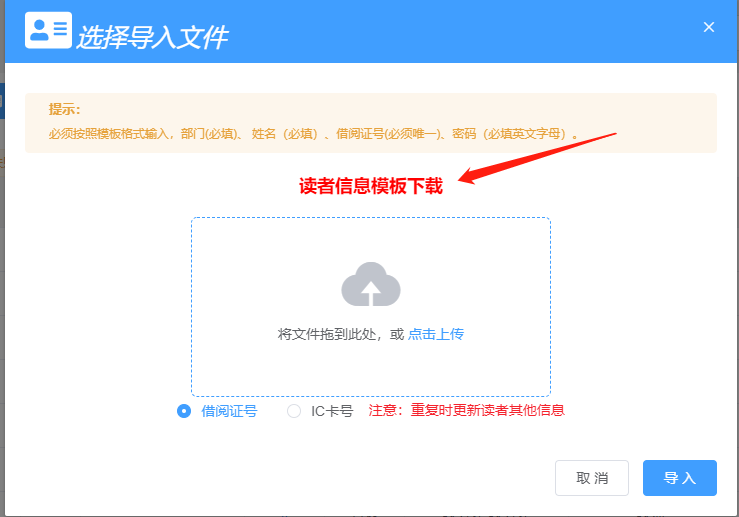 选择导入文件
提示:
必须按照模板格式输入，部门(必填)、 姓名（必填）、借阅证号(必须唯一)、密码（必填英文字母）。
读者信息模板下载
将文件拖到此处，或 点击上传
借阅证号 IC卡号 注意：重复时更新读者其他信息
取 消 导 入